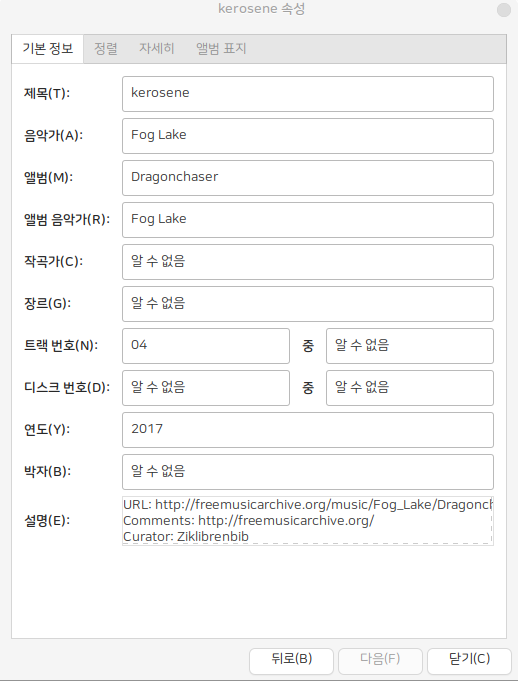 kerosene 속성
기본 정보 정렬 자세히 앨범 표지
제목(T): kerosene
음악가(A): Fog Lake
앨범(M): Dragonchaser
앨범 음악가(R): Fog Lake
작곡가(C): 알 수 없음
장르(G): 알 수 없음
트랙 번호(N): 04 중 알 수 없음
디스크 번호(D): 알 수 없음 중 알 수 없음
연도(Y): 2017
박자(B): 알 수 없음
설명(E):
URL: http://freemusicarchive.org/music/Fog_Lake/Dragonch
Comments: http://freemusicarchive.org/
Curator: Ziklibrenbib
뒤로(B) 다음(F) 닫기(C)